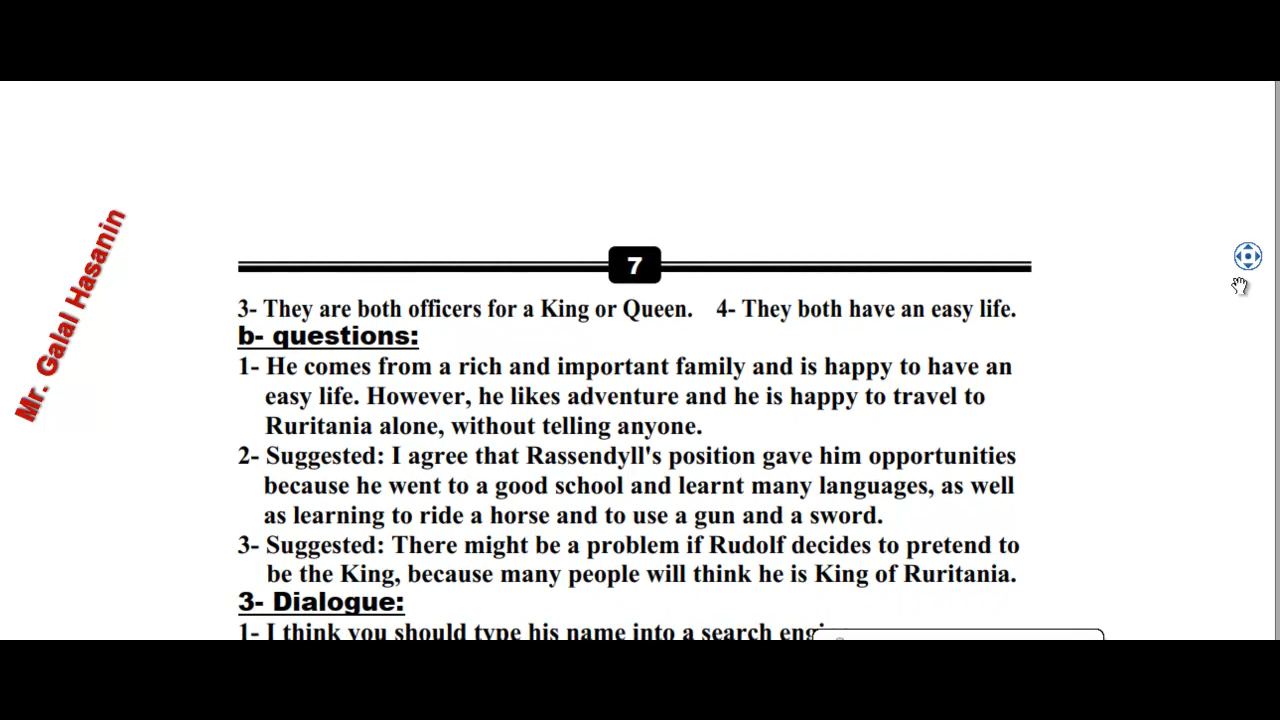 Mr. Galal Hasanin
7
3- They are both officers for a King or Queen. 4- They both have an easy life.
b- questions:
1- He comes from a rich and important family and is happy to have an
easy life. However, he likes adventure and he is happy to travel to
Ruritania alone, without telling anyone.
2- Suggested: I agree that Rassendyll's position gave him opportunities
because he went to a good school and learnt many languages, as well
as learning to ride a horse and to use a gun and a sword.
3- Suggested: There might be a problem if Rudolf decides to pretend to
be the King, because many people will think he is King of Ruritania.
3- Dialogue:
1- I think you should type his name into a search